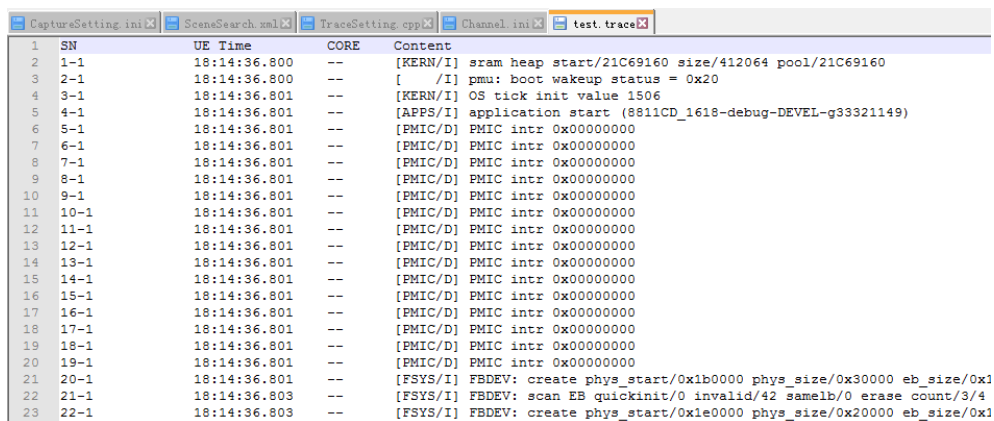 CaptureSetting.ini SceneSearch.xml TraceSetting.cpp Channel.ini test.trace
1 SN UE Time CORE Content
2 1-1 18:14:36.800 -- [KERN/I] sram heap start/21C69160 size/412064 pool/21C69160
3 2-1 18:14:36.800 -- [ /I] pmu: boot wakeup status = 0x20
4 3-1 18:14:36.801 -- [KERN/I] OS tick init value 1506
5 4-1 18:14:36.801 -- [APPS/I] application start (8811CD_1618-debug-DEVEL-g33321149)
6 5-1 18:14:36.801 -- [PMIC/D] PMIC intr 0x00000000
7 6-1 18:14:36.801 -- [PMIC/D] PMIC intr 0x00000000
8 7-1 18:14:36.801 -- [PMIC/D] PMIC intr 0x00000000
9 8-1 18:14:36.801 -- [PMIC/D] PMIC intr 0x00000000
10 9-1 18:14:36.801 -- [PMIC/D] PMIC intr 0x00000000
11 10-1 18:14:36.801 -- [PMIC/D] PMIC intr 0x00000000
12 11-1 18:14:36.801 -- [PMIC/D] PMIC intr 0x00000000
13 12-1 18:14:36.801 -- [PMIC/D] PMIC intr 0x00000000
14 13-1 18:14:36.801 -- [PMIC/D] PMIC intr 0x00000000
15 14-1 18:14:36.801 -- [PMIC/D] PMIC intr 0x00000000
16 15-1 18:14:36.801 -- [PMIC/D] PMIC intr 0x00000000
17 16-1 18:14:36.801 -- [PMIC/D] PMIC intr 0x00000000
18 17-1 18:14:36.801 -- [PMIC/D] PMIC intr 0x00000000
19 18-1 18:14:36.801 -- [PMIC/D] PMIC intr 0x00000000
20 19-1 18:14:36.801 -- [PMIC/D] PMIC intr 0x00000000
21 20-1 18:14:36.801 -- [FSYS/I] FBDEV: create phys_start/0x1b0000 phys_size/0x30000 eb_size/0x1
22 21-1 18:14:36.803 -- [FSYS/I] FBDEV: scan EB quickinit/0 invalid/42 samelb/0 erase count/3/4
23 22-1 18:14:36.803 -- [FSYS/I] FBDEV: create phys_start/0x1e0000 phys_size/0x20000 eb_size/0x1